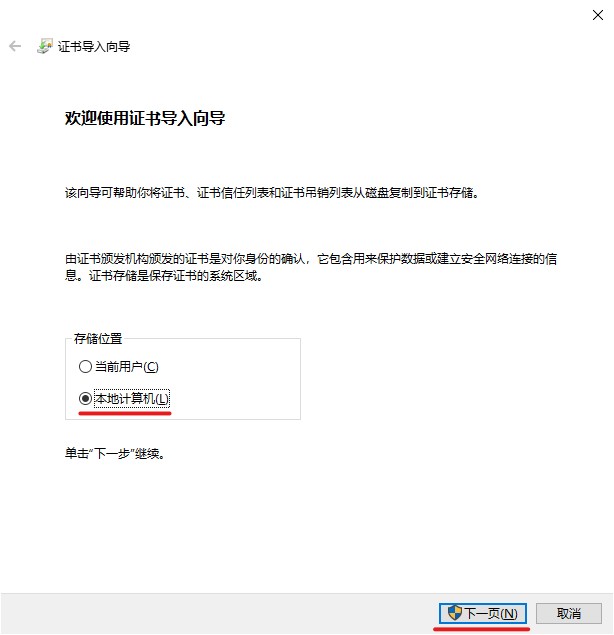 证书导入向导
欢迎使用证书导入向导
该向导可帮助你将证书、证书信任列表和证书吊销列表从磁盘复制到证书存储。
由证书颁发机构颁发的证书是对你身份的确认，它包含用来保护数据或建立安全网络连接的信
息。证书存储是保存证书的系统区域。
存储位置
当前用户(C)
本地计算机(L)
单击“下一步”继续。
下一页(N)
取消